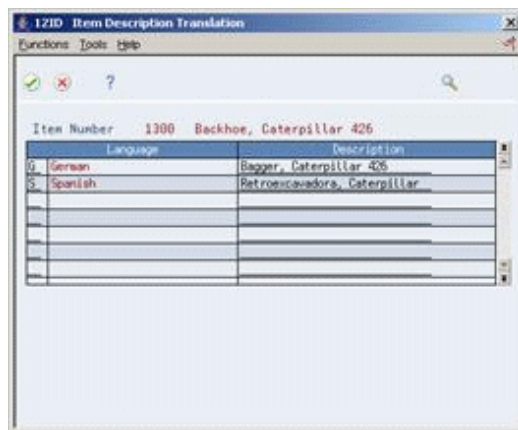 12ID Item Description Translation
Functions Tools Help
?
Item Number 1300 Backhoe, Caterpillar 426
Language Description
G German Bagger, Caterpillar 426
S Spanish Retroexcavadora, Caterpillar